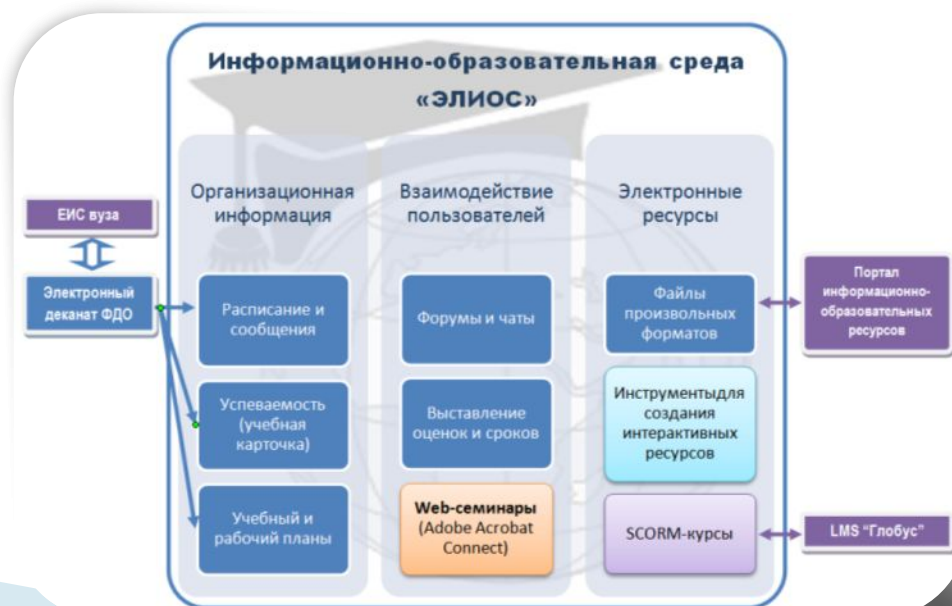 Информационно-образовательная среда
«ЭЛИОС»
Организационная
информация
Взаимодействие
пользователей
Электронные
ресурсы
ЕИС вуза
Электронный
деканат ФДО
Расписание и
сообщения
Успеваемость
(учебная
карточка)
Учебный и
рабочий планы
Форумы и чаты
Выставление
оценок и сроков
Web-семинары
(Adobe Acrobat
Connect)
Файлы
произвольных
форматов
Инструментыдля
создания
интерактивных
ресурсов
SCORM-курсы
Портал
информационно-
образовательных
ресурсов
LMS “Глобус”